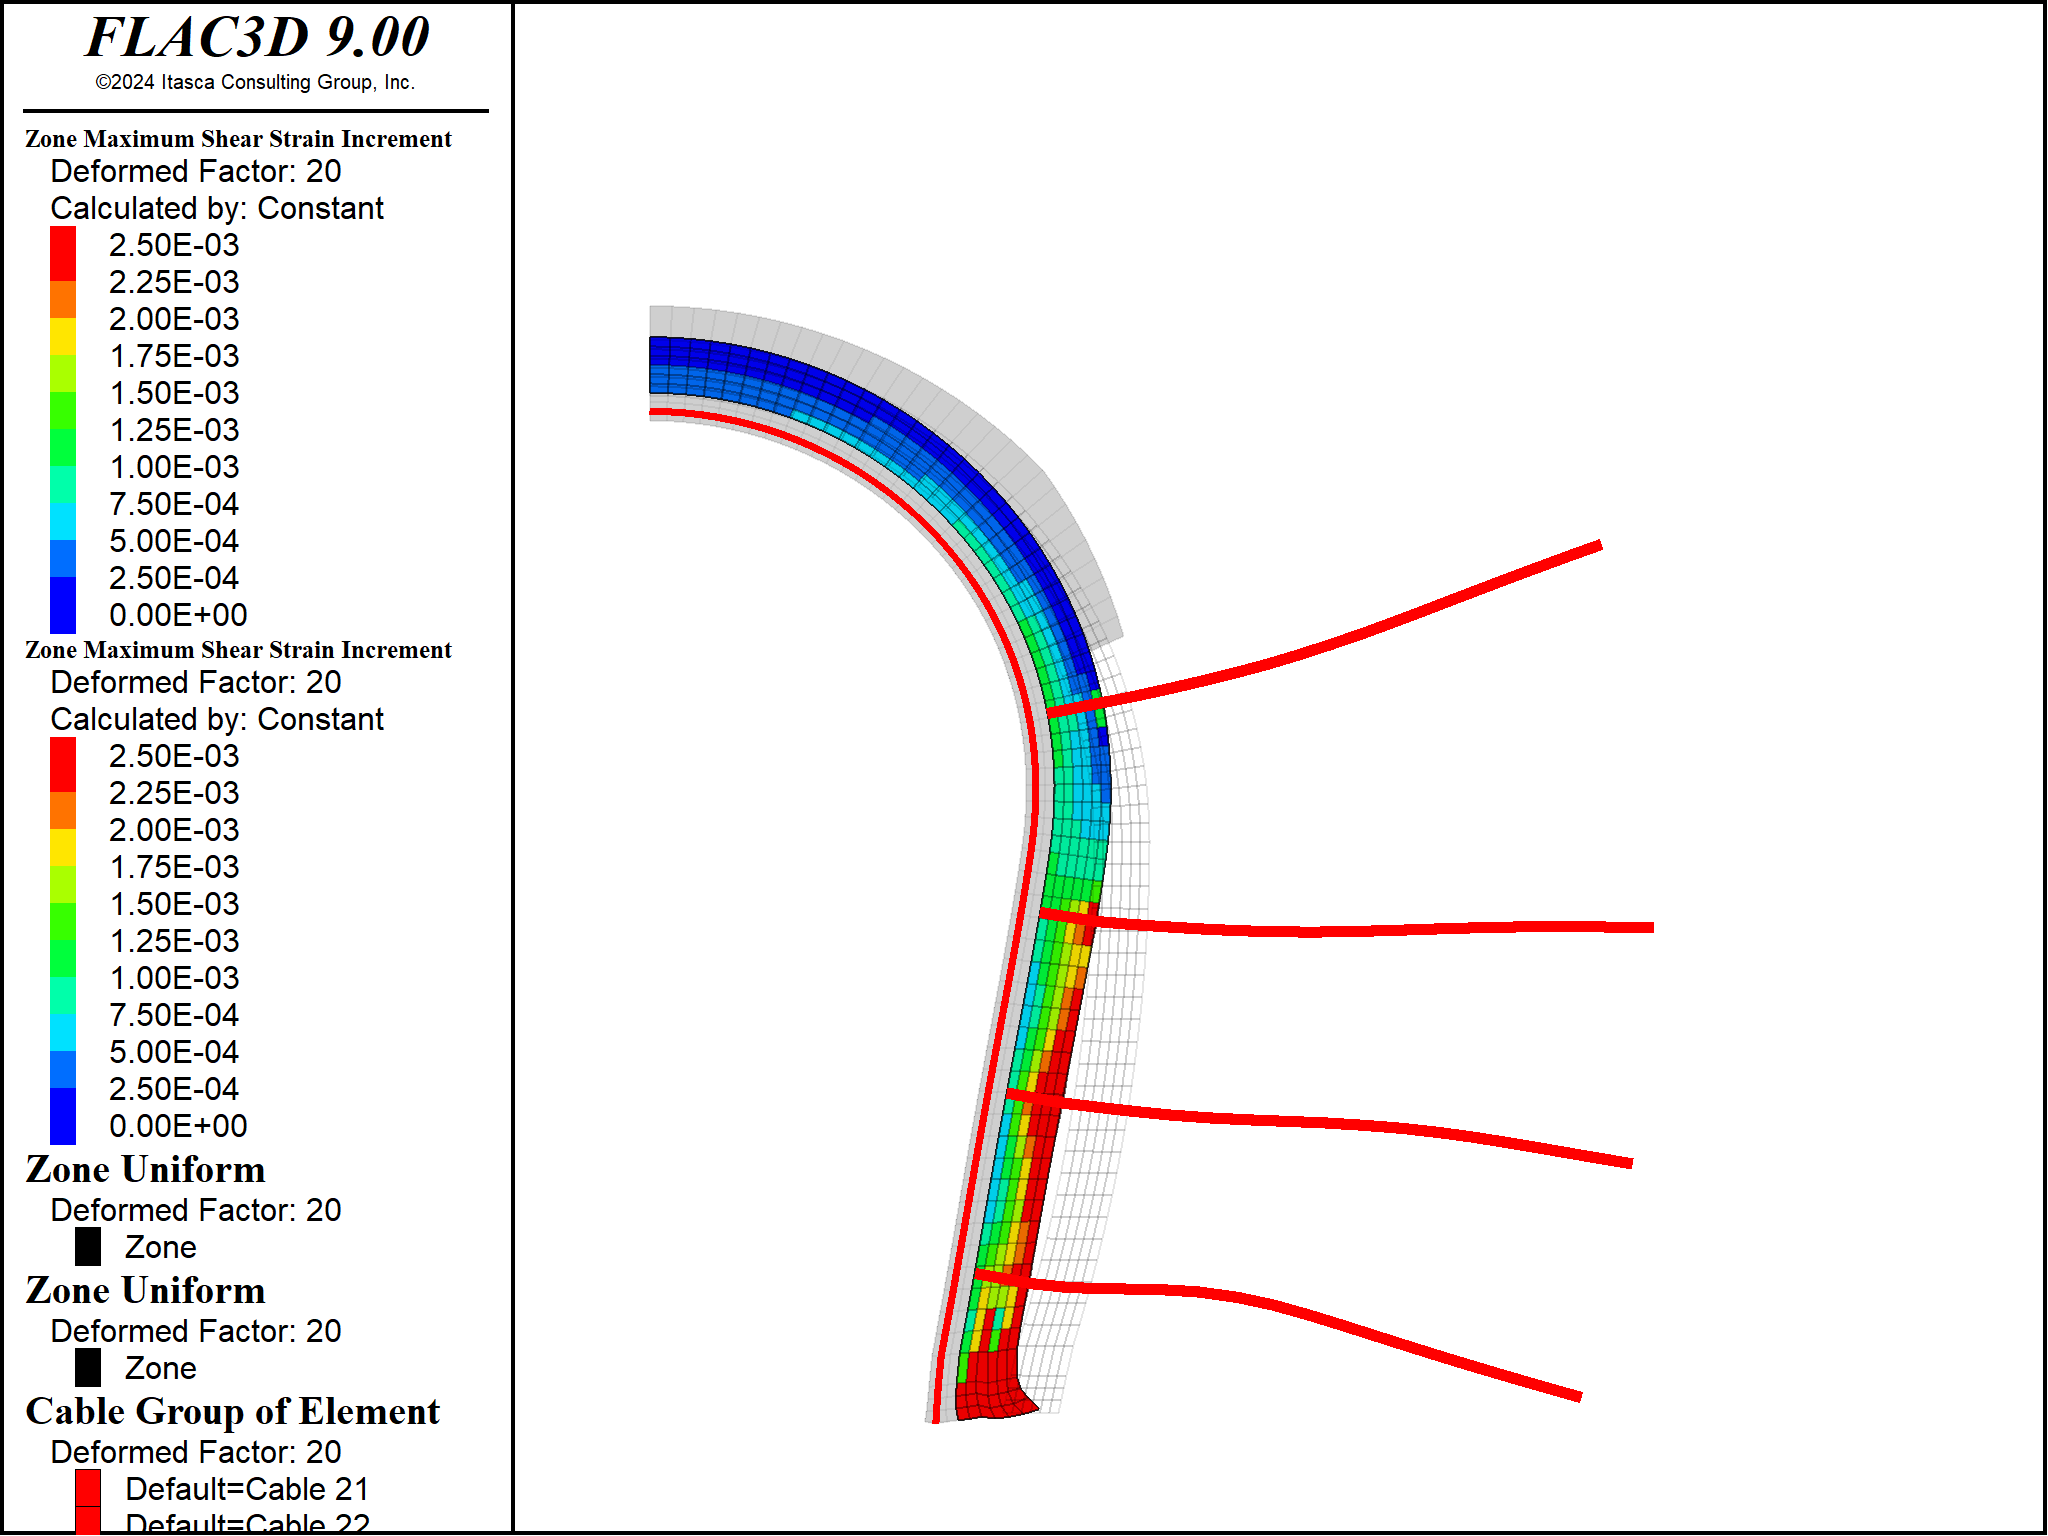 FLAC3D 9.00
©2024 Itasca Consulting Group, Inc.
Zone Maximum Shear Strain Increment
Deformed Factor: 20
Calculated by: Constant
2.50E-03
2.25E-03
2.00E-03
1.75E-03
1.50E-03
1.25E-03
1.00E-03
7.50E-04
5.00E-04
2.50E-04
0.00E+00
Zone Maximum Shear Strain Increment
Deformed Factor: 20
Calculated by: Constant
2.50E-03
2.25E-03
2.00E-03
1.75E-03
1.50E-03
1.25E-03
1.00E-03
7.50E-04
5.00E-04
2.50E-04
0.00E+00
Zone Uniform
Deformed Factor: 20
Zone
Zone Uniform
Deformed Factor: 20
Zone
Cable Group of Element
Deformed Factor: 20
Default=Cable 21
Default=Cable 22